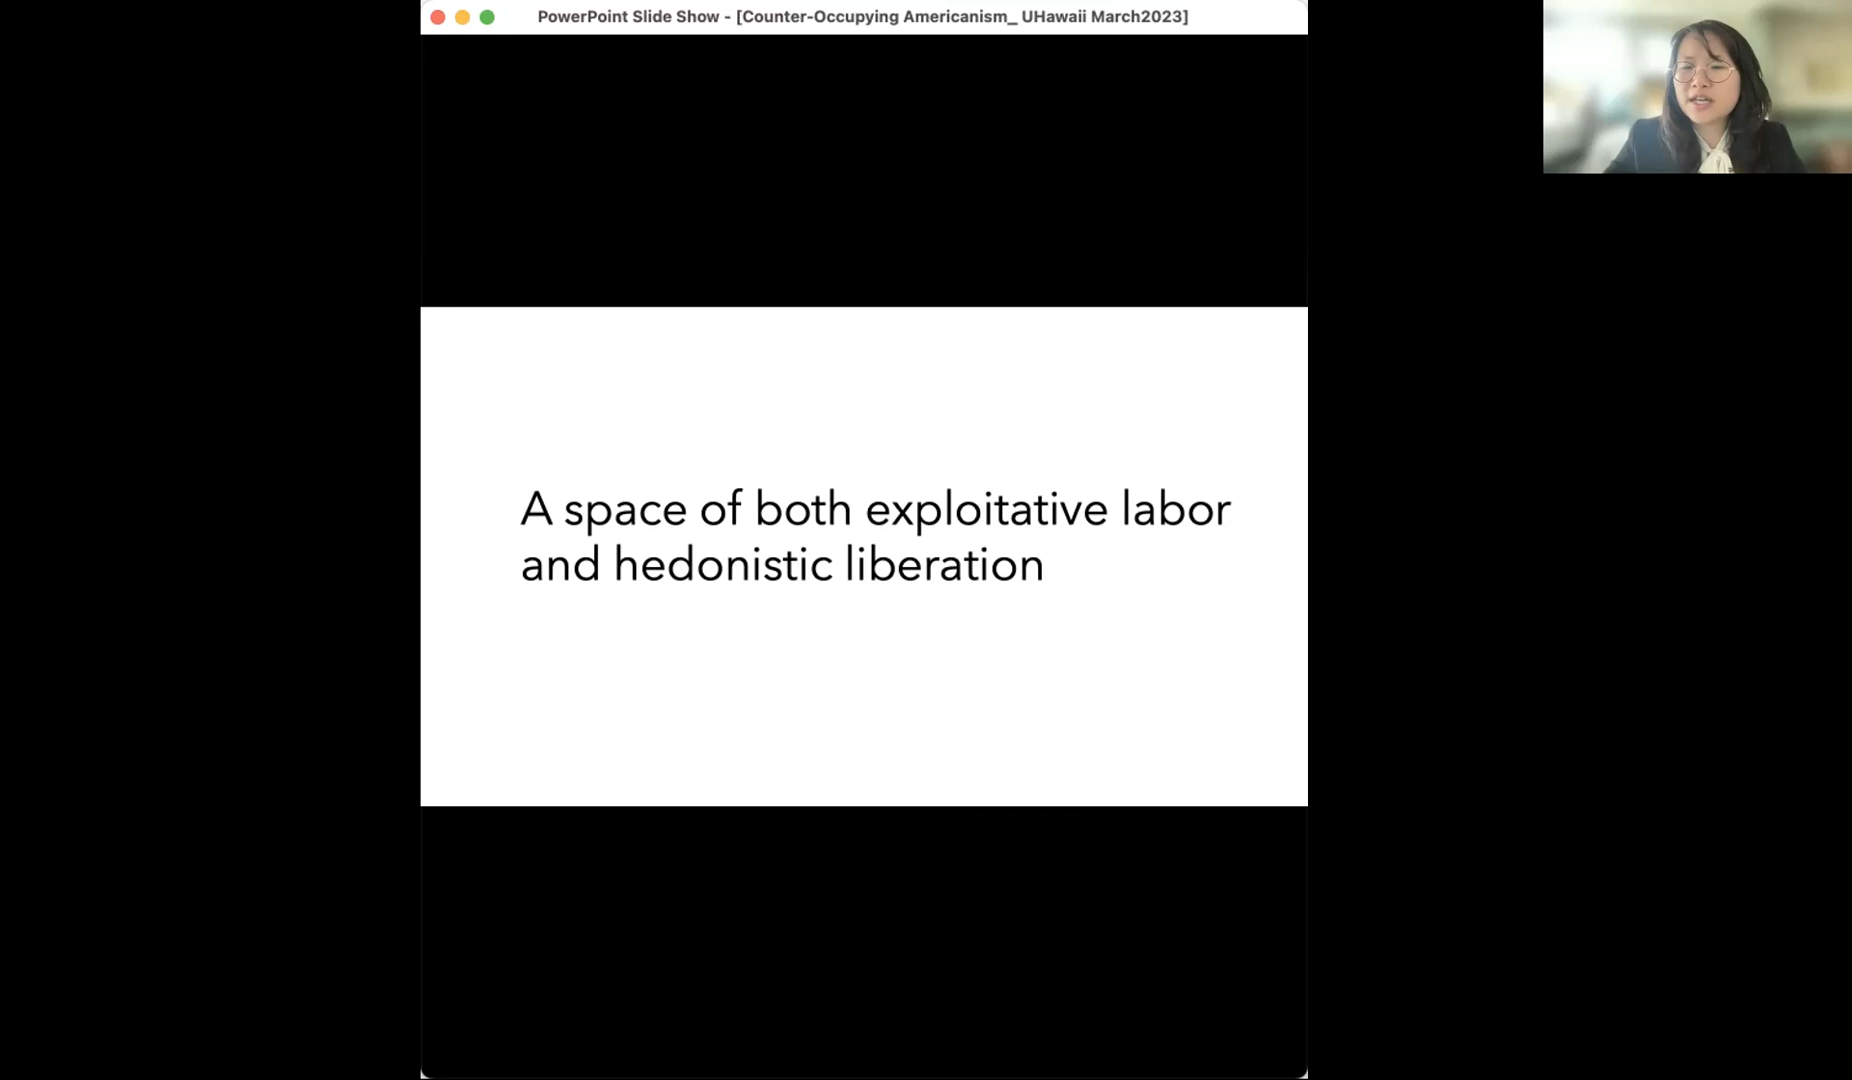 PowerPoint Slide Show - [Counter-Occupying Americanism_ UHawaii March2023]
A space of both exploitative labor
and hedonistic liberation